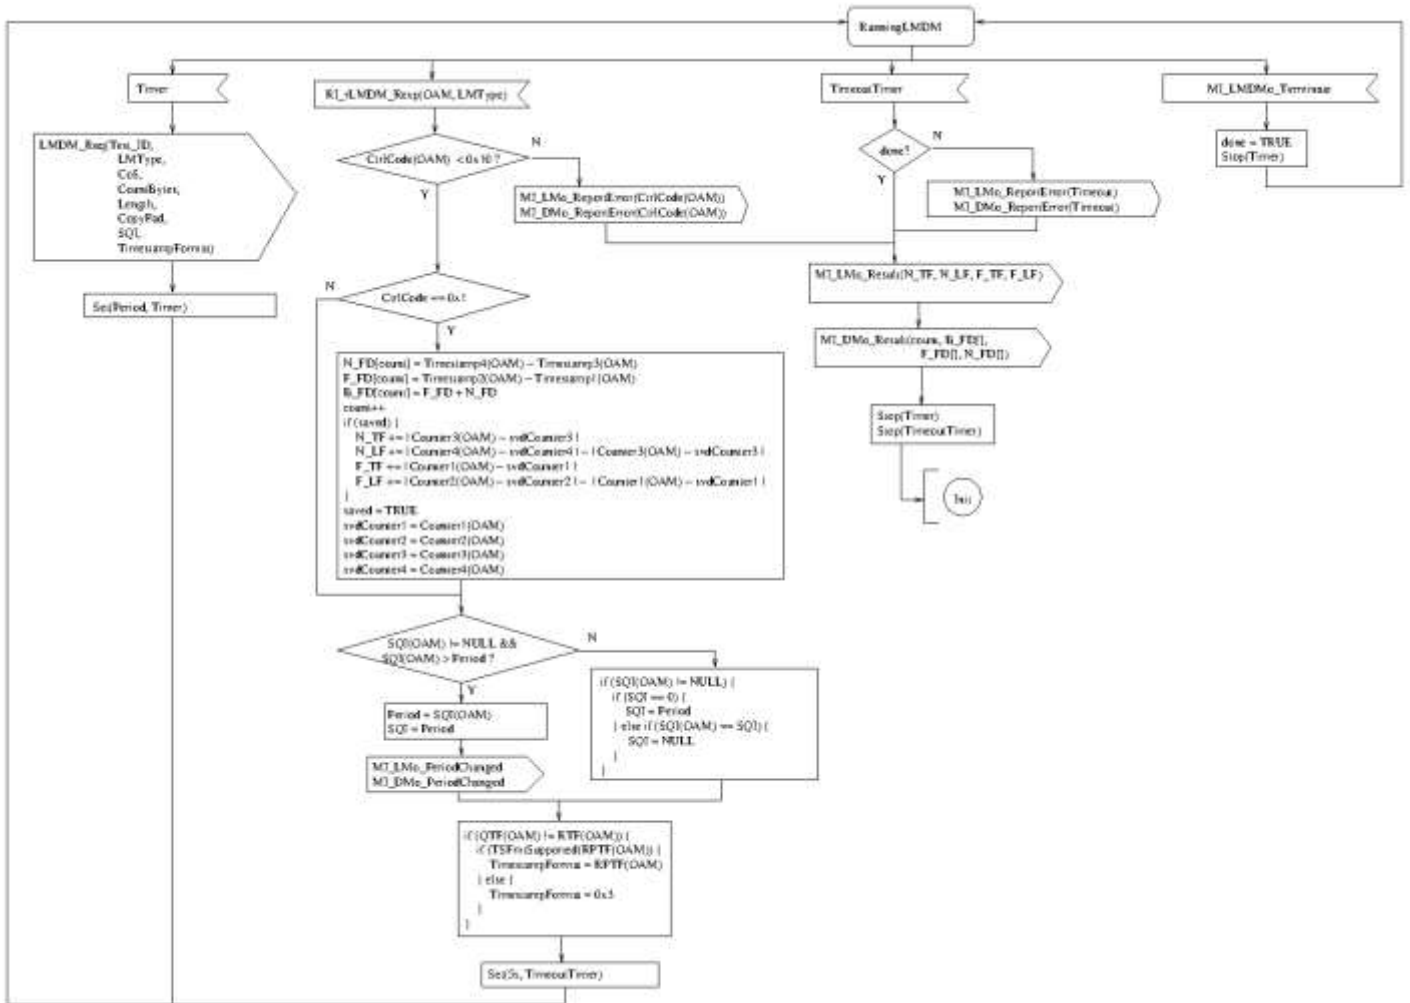 RunningLMDM
Timer
RI_rLMDM_Resp(OAM, LMType)
TimeoutTimer
MI_LMDMo_Terminate
LMDM_Req(Test_ID,
LMType,
CoS,
CountBytes,
Length,
CopyPad,
SQI,
TimestampFormat)
Set(Period, Timer)
CtrlCode(OAM) < 0x10 ?
N
Y
MI_LMo_ReportError(CtrlCode(OAM))
MI_DMo_ReportError(CtrlCode(OAM))
done?
N
Y
MI_LMo_ReportError(Timeout)
MI_DMo_ReportError(Timeout)
done = TRUE
Stop(Timer)
MI_LMo_Result(N_TF, N_LF, F_TF, F_LF)
MI_DMo_Result(count, B_FD[],
F_FD[], N_FD[])
Stop(Timer)
Stop(TimeoutTimer)
Init
N
CtrlCode == 0x1
Y
N_FD[count] = Timestamp4(OAM) – Timestamp3(OAM)
F_FD[count] = Timestamp2(OAM) – Timestamp1(OAM)
B_FD[count] = F_FD + N_FD
count++
if (saved) {
N_TF += |Counter3(OAM) – svdCounter3|
N_LF += |Counter4(OAM) – svdCounter4| – |Counter3(OAM) – svdCounter3|
F_TF += |Counter1(OAM) – svdCounter1|
F_LF += |Counter2(OAM) – svdCounter2| – |Counter1(OAM) – svdCounter1|
}
saved = TRUE
svdCounter1 = Counter1(OAM)
svdCounter2 = Counter2(OAM)
svdCounter3 = Counter3(OAM)
svdCounter4 = Counter4(OAM)
SQI(OAM) != NULL &&
SQI(OAM) > Period ?
N
Y
Period = SQI(OAM)
SQI = Period
MI_LMo_PeriodChanged
MI_DMo_PeriodChanged
if (SQI(OAM) != NULL) {
if (SQI == 0) {
SQI = Period
} else if (SQI(OAM) == SQI) {
SQI = NULL
}
}
if (QTF(OAM) != RTF(OAM)) {
if (TSFmtSupported(RPTF(OAM)) {
TimestampFormat = RPTF(OAM)
} else {
TimestampFormat = 0x3
}
}
Set(5s, TimeoutTimer)